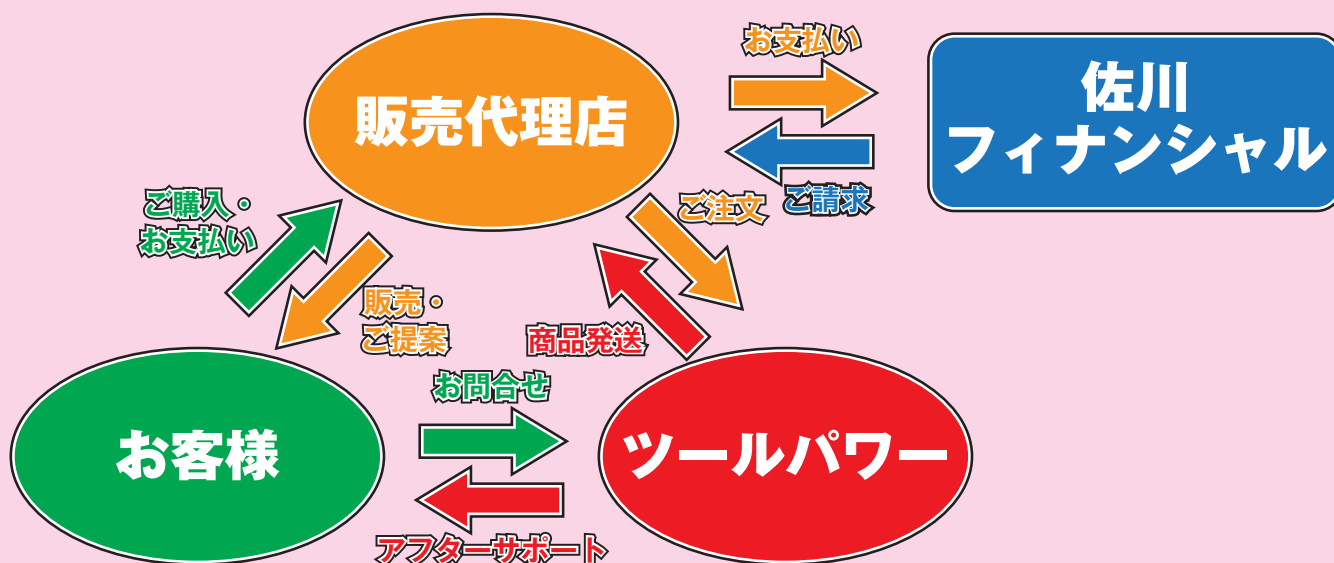 お支払い
佐川
フィナンシャル
販売代理店
ご請求
ご購入・
お支払い
ご注文
販売・
ご提案
商品発送
お問合せ
お客様
ツールパワー
アフターサポート